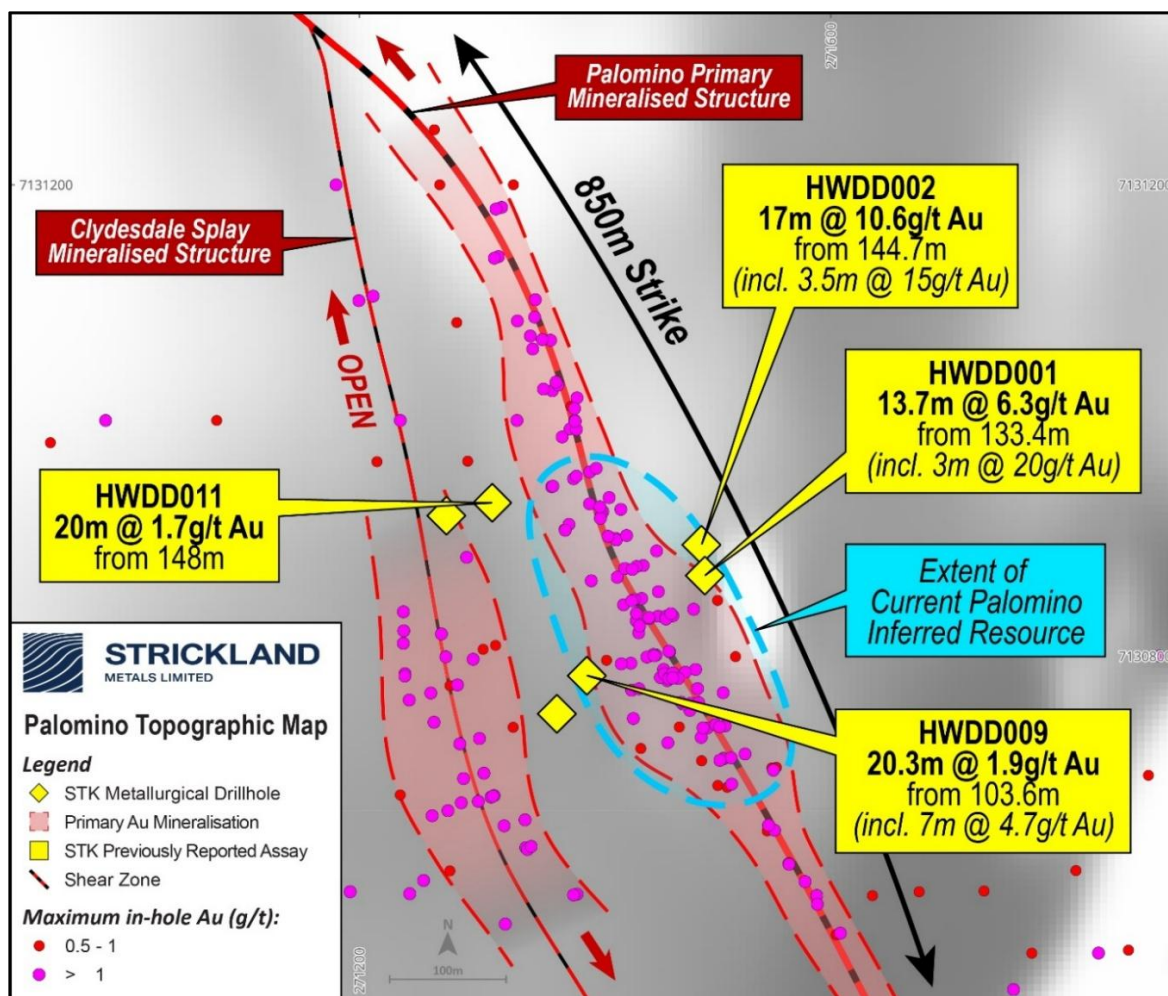 271600
Palomino Primary
Mineralised Structure
7131200
7131200
850m Strike
HWDD002
17m @ 10.6g/t Au
from 144.7m
(incl. 3.5m @ 15g/t Au)
Clydesdale Splay
Mineralised Structure
OPEN
HWDD001
13.7m @ 6.3g/t Au
from 133.4m
(incl. 3m @ 20g/t Au)
HWDD011
20m @ 1.7g/t Au
from 148m
Extent of
Current Palomino
Inferred Resource
7130800
HWDD009
20.3m @ 1.9g/t Au
from 103.6m
(incl. 7m @ 4.7g/t Au)
STRICKLAND
METALS LIMITED
Palomino Topographic Map
Legend
STK Metallurgical Drillhole
Primary Au Mineralisation
STK Previously Reported Assay
Shear Zone
Maximum in-hole Au (g/t):
0.5 - 1
> 1
271200
N
100m